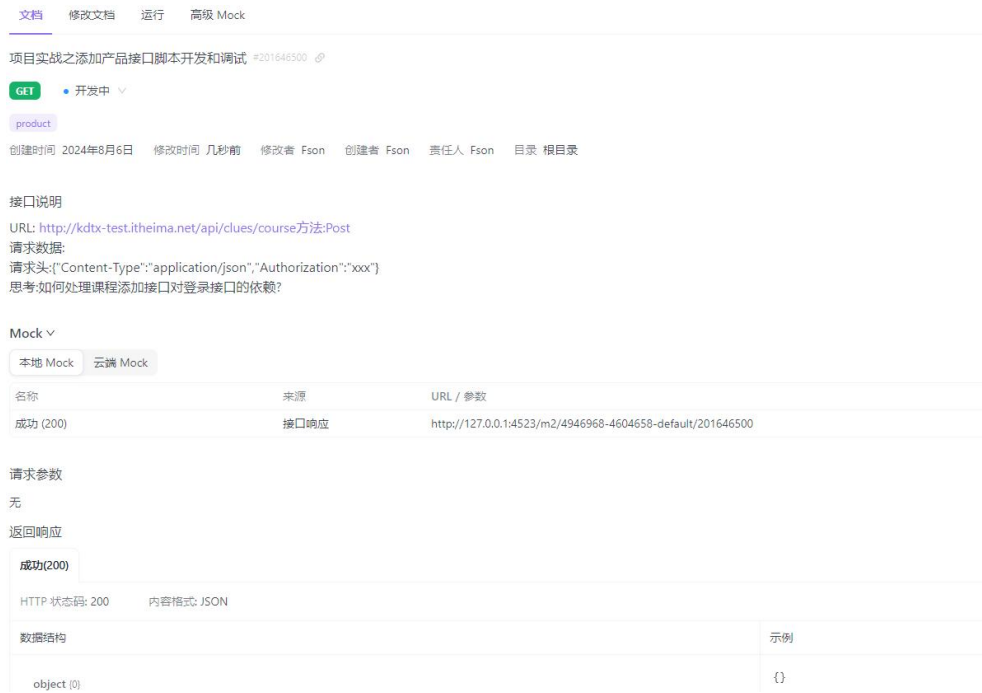 文档 修改文档 运行 高级 Mock
项目实战之添加产品接口脚本开发和调试 #201646500
GET 开发中
product
创建时间 2024年8月6日 修改时间 几秒前 修改者 Fson 创建者 Fson 责任人 Fson 目录 根目录
接口说明
URL: http://kdtx-test.itheima.net/api/clues/course方法:Post
请求数据:
请求头:{"Content-Type":"application/json","Authorization":"xxx"}
思考:如何处理课程添加接口对登录接口的依赖?
Mock
本地 Mock 云端 Mock
名称 来源 URL / 参数
成功 (200) 接口响应 http://127.0.0.1:4523/m2/4946968-4604658-default/201646500
请求参数
无
返回响应
成功(200)
HTTP 状态码: 200 内容格式: JSON
数据结构 示例
object {0} {}